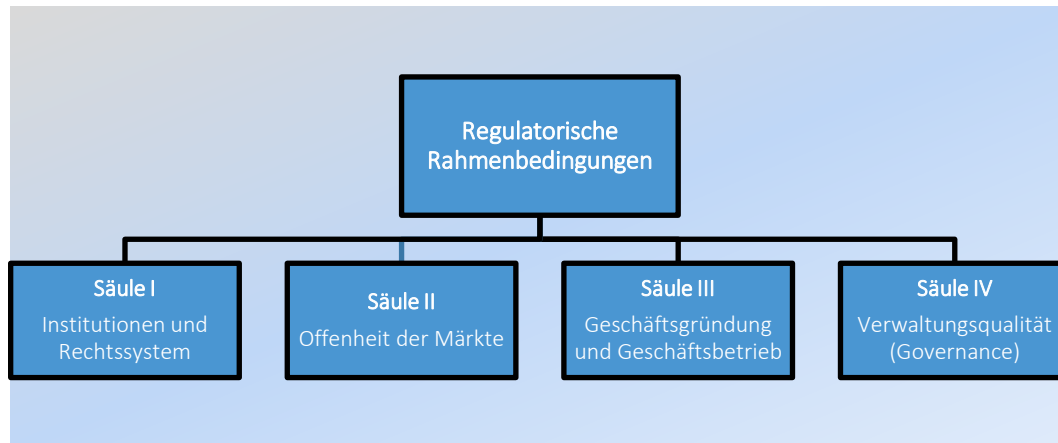 Regulatorische
Rahmenbedingungen
Säule I
Institutionen und
Rechtssystem
Säule II
Offenheit der Märkte
Säule III
Geschäftsgründung
und Geschäftsbetrieb
Säule IV
Verwaltungsqualität
(Governance)